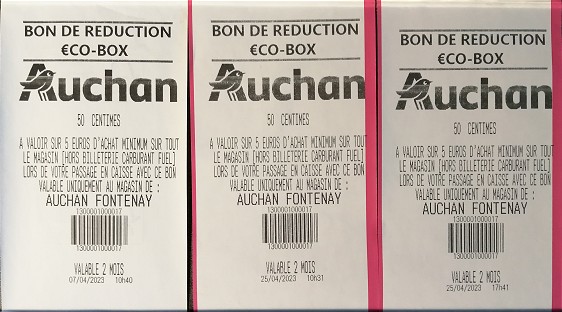 BON DE REDUCTION
€CO-BOX
Auchan
50 CENTIMES
A VALOIR SUR 5 EUROS D'ACHAT MINIMUM SUR TOUT
LE MAGASIN [HORS BILLETERIE CARBURANT FUEL]
LORS DE VOTRE PASSAGE EN CAISSE AVEC CE BON
VALABLE UNIQUEMENT AU MAGASIN DE :
AUCHAN FONTENAY
1300001000017
1300001000017
VALABLE 2 MOIS
07/04/2023 10h40
BON DE REDUCTION
€CO-BOX
Auchan
50 CENTIMES
A VALOIR SUR 5 EUROS D'ACHAT MINIMUM SUR TOUT
LE MAGASIN [HORS BILLETERIE CARBURANT FUEL]
LORS DE VOTRE PASSAGE EN CAISSE AVEC CE BON
VALABLE UNIQUEMENT AU MAGASIN DE :
AUCHAN FONTENAY
1300001000017
1300001000017
VALABLE 2 MOIS
25/04/2023 10h31
BON DE REDUCTION
€CO-BOX
Auchan
50 CENTIMES
A VALOIR SUR 5 EUROS D'ACHAT MINIMUM SUR TOUT
LE MAGASIN [HORS BILLETERIE CARBURANT FUEL]
LORS DE VOTRE PASSAGE EN CAISSE AVEC CE BON
VALABLE UNIQUEMENT AU MAGASIN DE :
AUCHAN FONTENAY
1300001000017
1300001000017
VALABLE 2 MOIS
25/04/2023 17h41